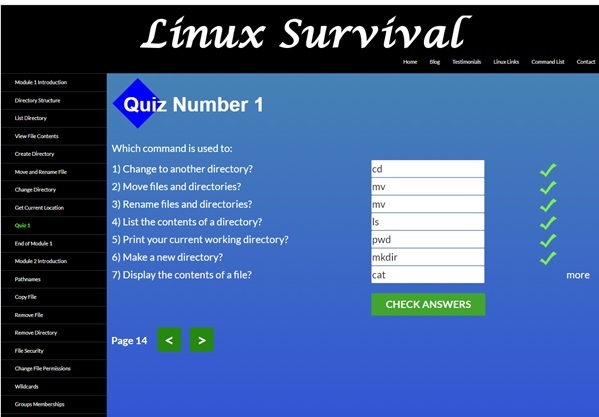 Linux Survival
Home Blog Testimonials Linux Links Command List Contact
Module 1 Introduction
Directory Structure
List Directory
View File Contents
Create Directory
Move and Rename File
Change Directory
Get Current Location
Quiz 1
End of Module 1
Module 2 Introduction
Pathnames
Copy File
Remove File
Remove Directory
File Security
Change File Permissions
Wildcards
Groups Memberships
Quiz Number 1
Which command is used to:
1) Change to another directory? cd
2) Move files and directories? mv
3) Rename files and directories? mv
4) List the contents of a directory? ls
5) Print your current working directory? pwd
6) Make a new directory? mkdir
7) Display the contents of a file? cat more
CHECK ANSWERS
Page 14 < >